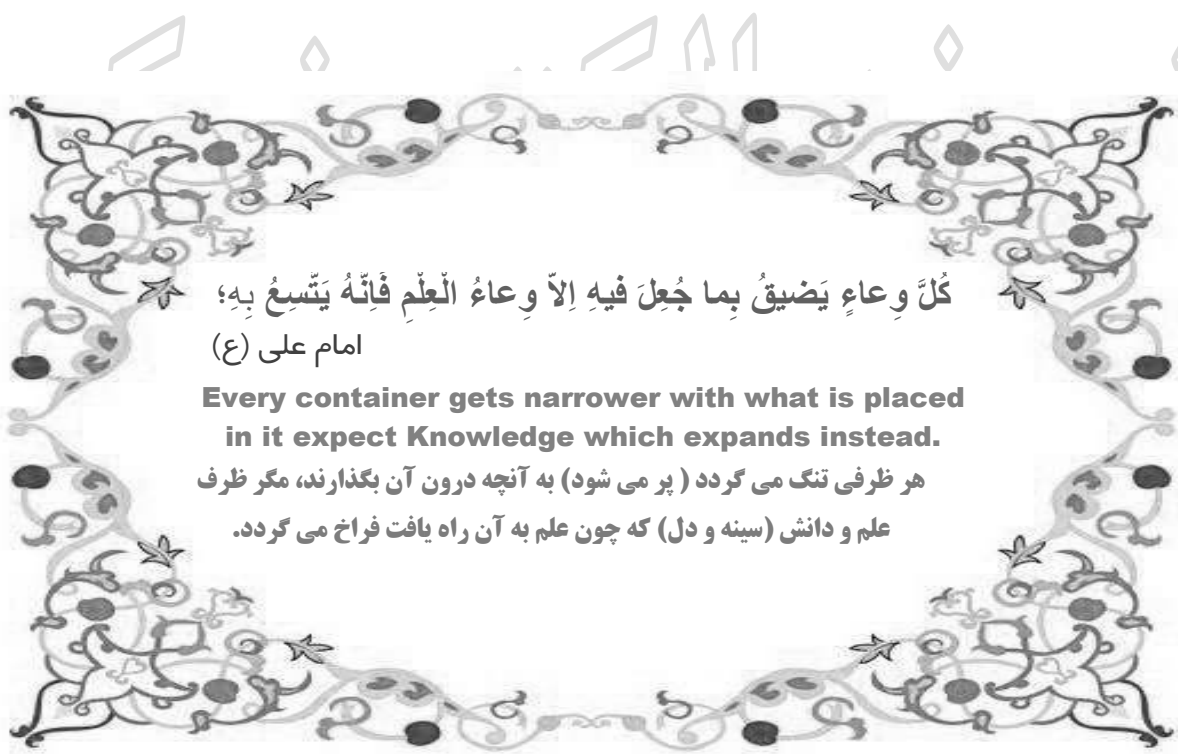 كُلَّ وِعاءٍ يَضيقُ بِما جُعِلَ فيهِ اِلاّ وِعاءُ الْعِلْمِ فَاِنَّهُ يَتَّسِعُ بِهِ؛
امام علی (ع)
Every container gets narrower with what is placed
in it expect Knowledge which expands instead.
هر ظرفی تنگ می گردد ( پر می شود) به آنچه درون آن بگذارند، مگر ظرف
علم و دانش (سینه و دل) که چون علم به آن راه یافت فراخ می گردد.